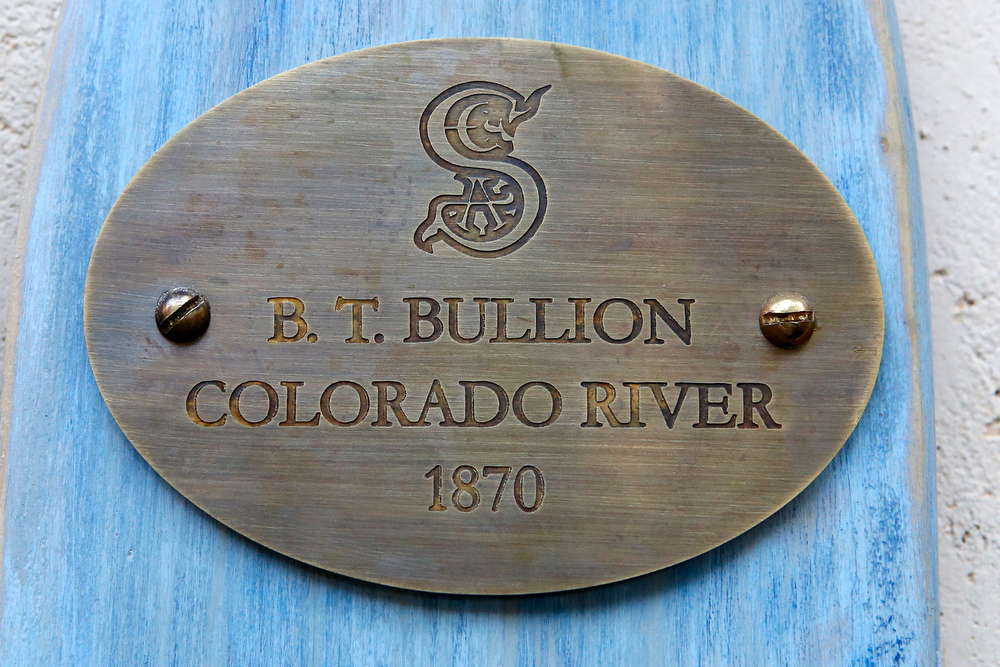 B. T. BULLION
COLORADO RIVER
1870